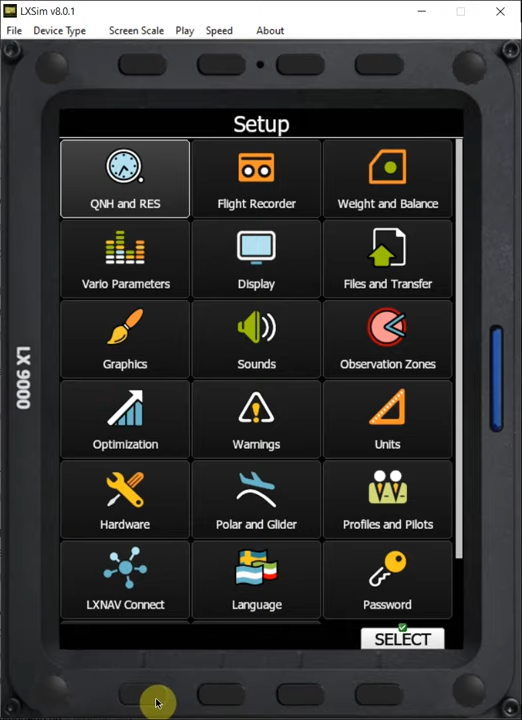 LXSim v8.0.1
File Device Type Screen Scale Play Speed About
Setup
QNH and RES Flight Recorder Weight and Balance
Vario Parameters Display Files and Transfer
Graphics Sounds Observation Zones
Optimization Warnings Units
Hardware Polar and Glider Profiles and Pilots
LXNAV Connect Language Password
SELECT
LX 9000